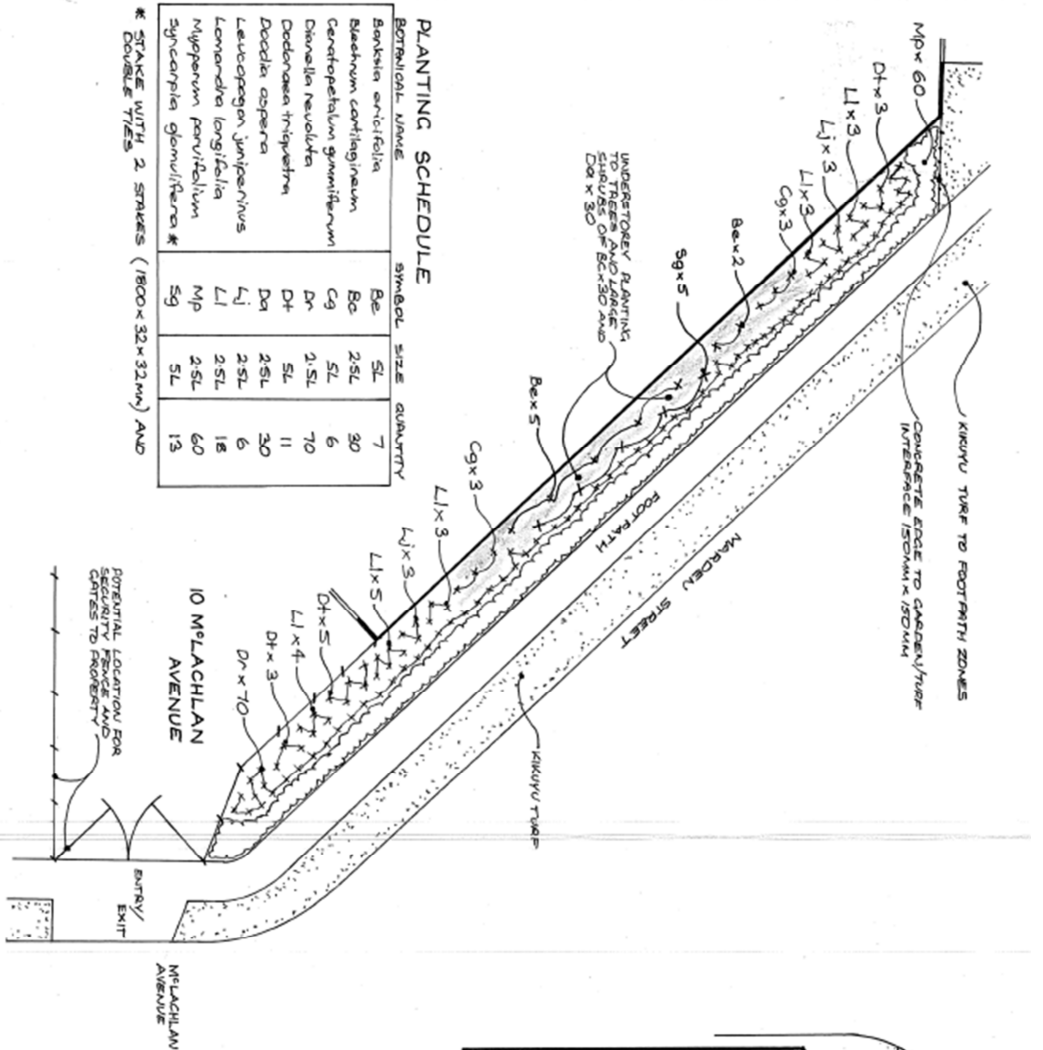 PLANTING SCHEDULE
BOTANICAL NAME SYMBOL SIZE QUANTITY
Banksia ericifolia Be 5L 7
Blechnum cartilagineum Bc 2.5L 30
Ceratopetalum gummiferum Cg 5L 6
Dianella revoluta Dr 2.5L 70
Dodonaea triquetra Dt 5L 11
Doodia aspera Da 2.5L 30
Leucopogon juniperinus Lj 2.5L 6
Lomandra longifolia Ll 2.5L 18
Myoporum parvifolium Mp 2.5L 60
Syncarpia glomulifera * Sg 5L 13
* STAKE WITH 2 STAKES (1800 x 32 x 32MM) AND
DOUBLE TIES
Mp x 60
Dt x 3
Ll x 3
Lj x 3
Ll x 3
Cg x 3
Be x 2
Sg x 5
UNDERSTOREY PLANTING
TO TREES AND LARGE
SHRUBS OF Bc x 30 AND
Da x 30
Be x 5
Cg x 3
Ll x 3
Lj x 3
Ll x 5
Dt x 5
Ll x 4
Dt x 3
Dr x 70
KIKUYU TURF TO FOOTPATH ZONES
CONCRETE EDGE TO GARDEN/TURF
INTERFACE 150MM x 150MM
FOOTPATH
MARDEN STREET
KIKUYU TURF
10 McLACHLAN
AVENUE
POTENTIAL LOCATION FOR
SECURITY FENCE AND
GATES TO PROPERTY
ENTRY/
EXIT
McLACHLAN
AVENUE